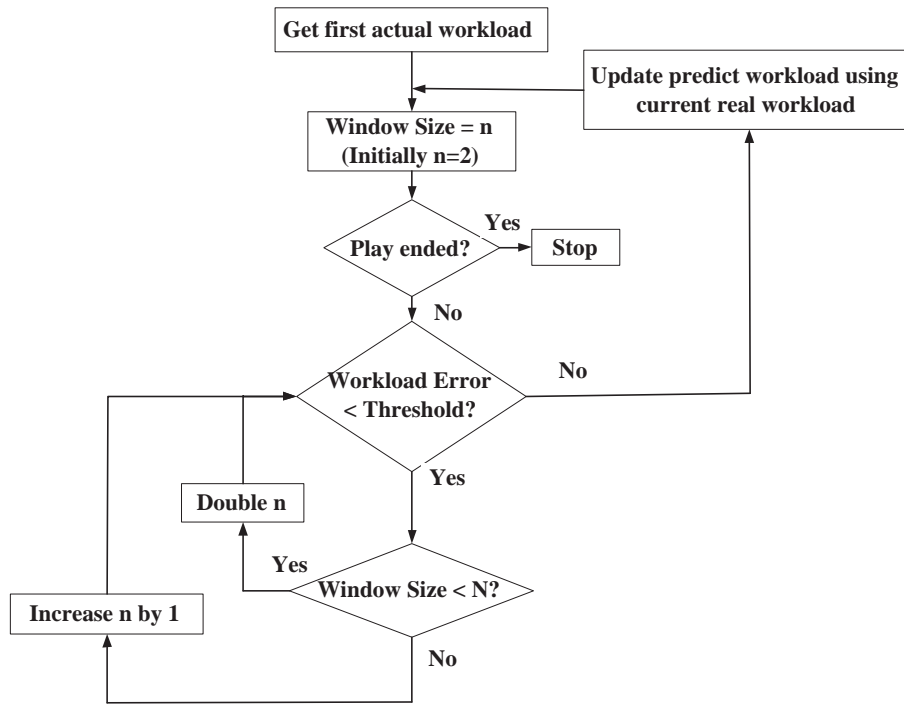 Get first actual workload
Update predict workload using
current real workload
Window Size = n
(Initially n=2)
Yes
Play ended?
Stop
No
Workload Error
< Threshold?
No
Yes
Double n
Yes
Window Size < N?
Increase n by 1
No